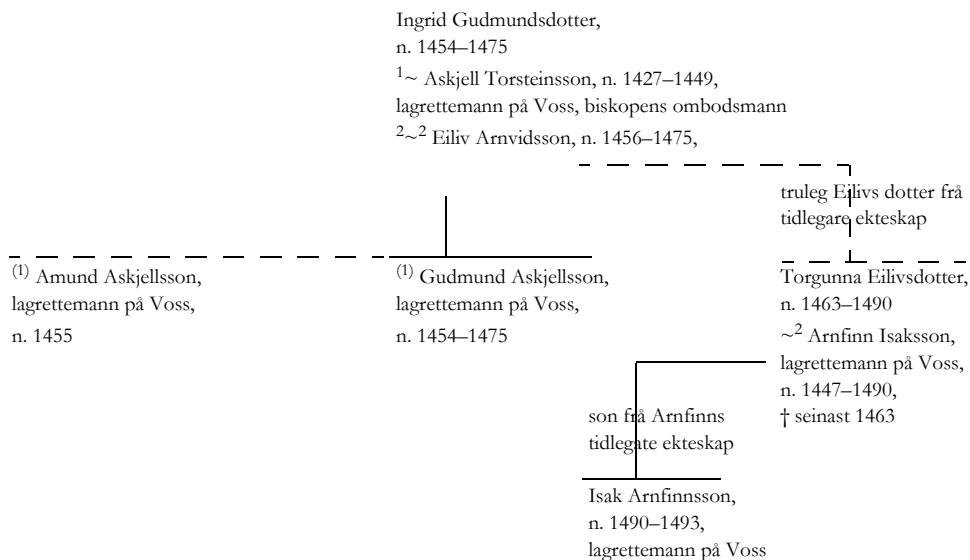 Ingrid Gudmundsdotter,
n. 1454–1475
¹~ Askjell Torsteinsson, n. 1427–1449,
lagrettemann på Voss, biskopens ombodsmann
²~² Eiliv Arnvidsson, n. 1456–1475,
truleg Eilivs dotter frå
tidlegare ekteskap
⁽¹⁾ Amund Askjellsson,
lagrettemann på Voss,
n. 1455
⁽¹⁾ Gudmund Askjellsson,
lagrettemann på Voss,
n. 1454–1475
Torgunna Eilivsdotter,
n. 1463–1490
~² Arnfinn Isaksson,
lagrettemann på Voss,
n. 1447–1490,
† seinast 1463
son frå Arnfinns
tidlegate ekteskap
Isak Arnfinnsson,
n. 1490–1493,
lagrettemann på Voss